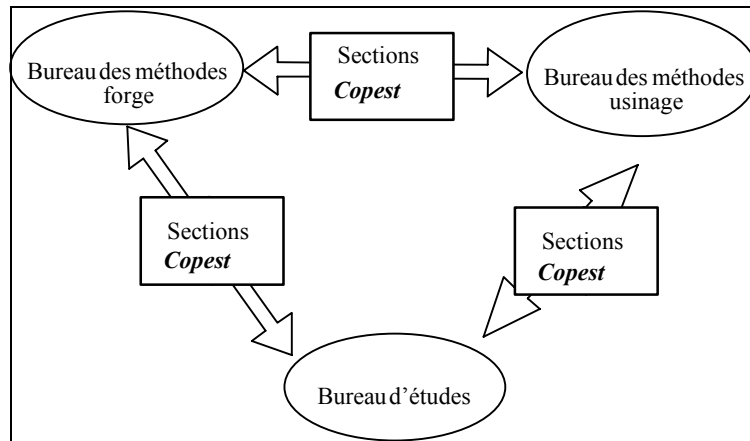 Bureau des méthodes
forge
Sections
Copest
Bureau des méthodes
usinage
Sections
Copest
Sections
Copest
Bureau d'études